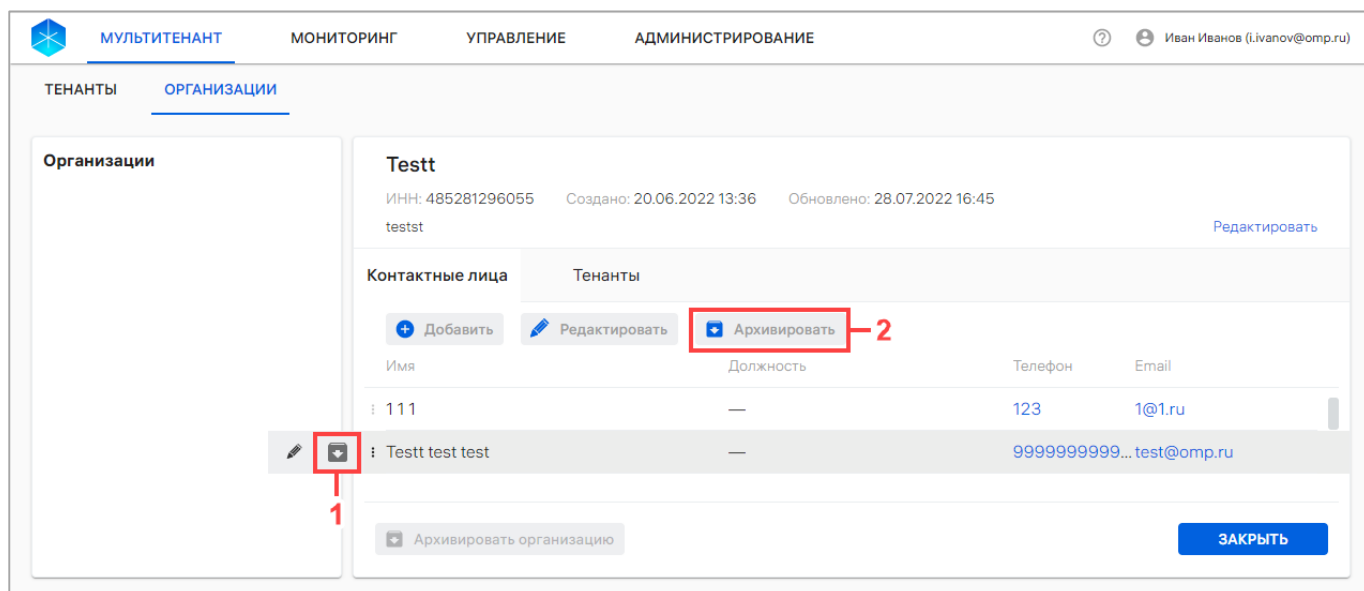 МУЛЬТИТЕНАНТ МОНИТОРИНГ УПРАВЛЕНИЕ АДМИНИСТРИРОВАНИЕ ? Иван Иванов (i.ivanov@omp.ru)
ТЕНАНТЫ ОРГАНИЗАЦИИ
Организации
Testt
ИНН: 485281296055 Создано: 20.06.2022 13:36 Обновлено: 28.07.2022 16:45
testst Редактировать
Контактные лица Тенанты
Добавить Редактировать Архивировать 2
Имя Должность Телефон Email
111 — 123 1@1.ru
Testt test test — 9999999999... test@omp.ru
1
Архивировать организацию ЗАКРЫТЬ